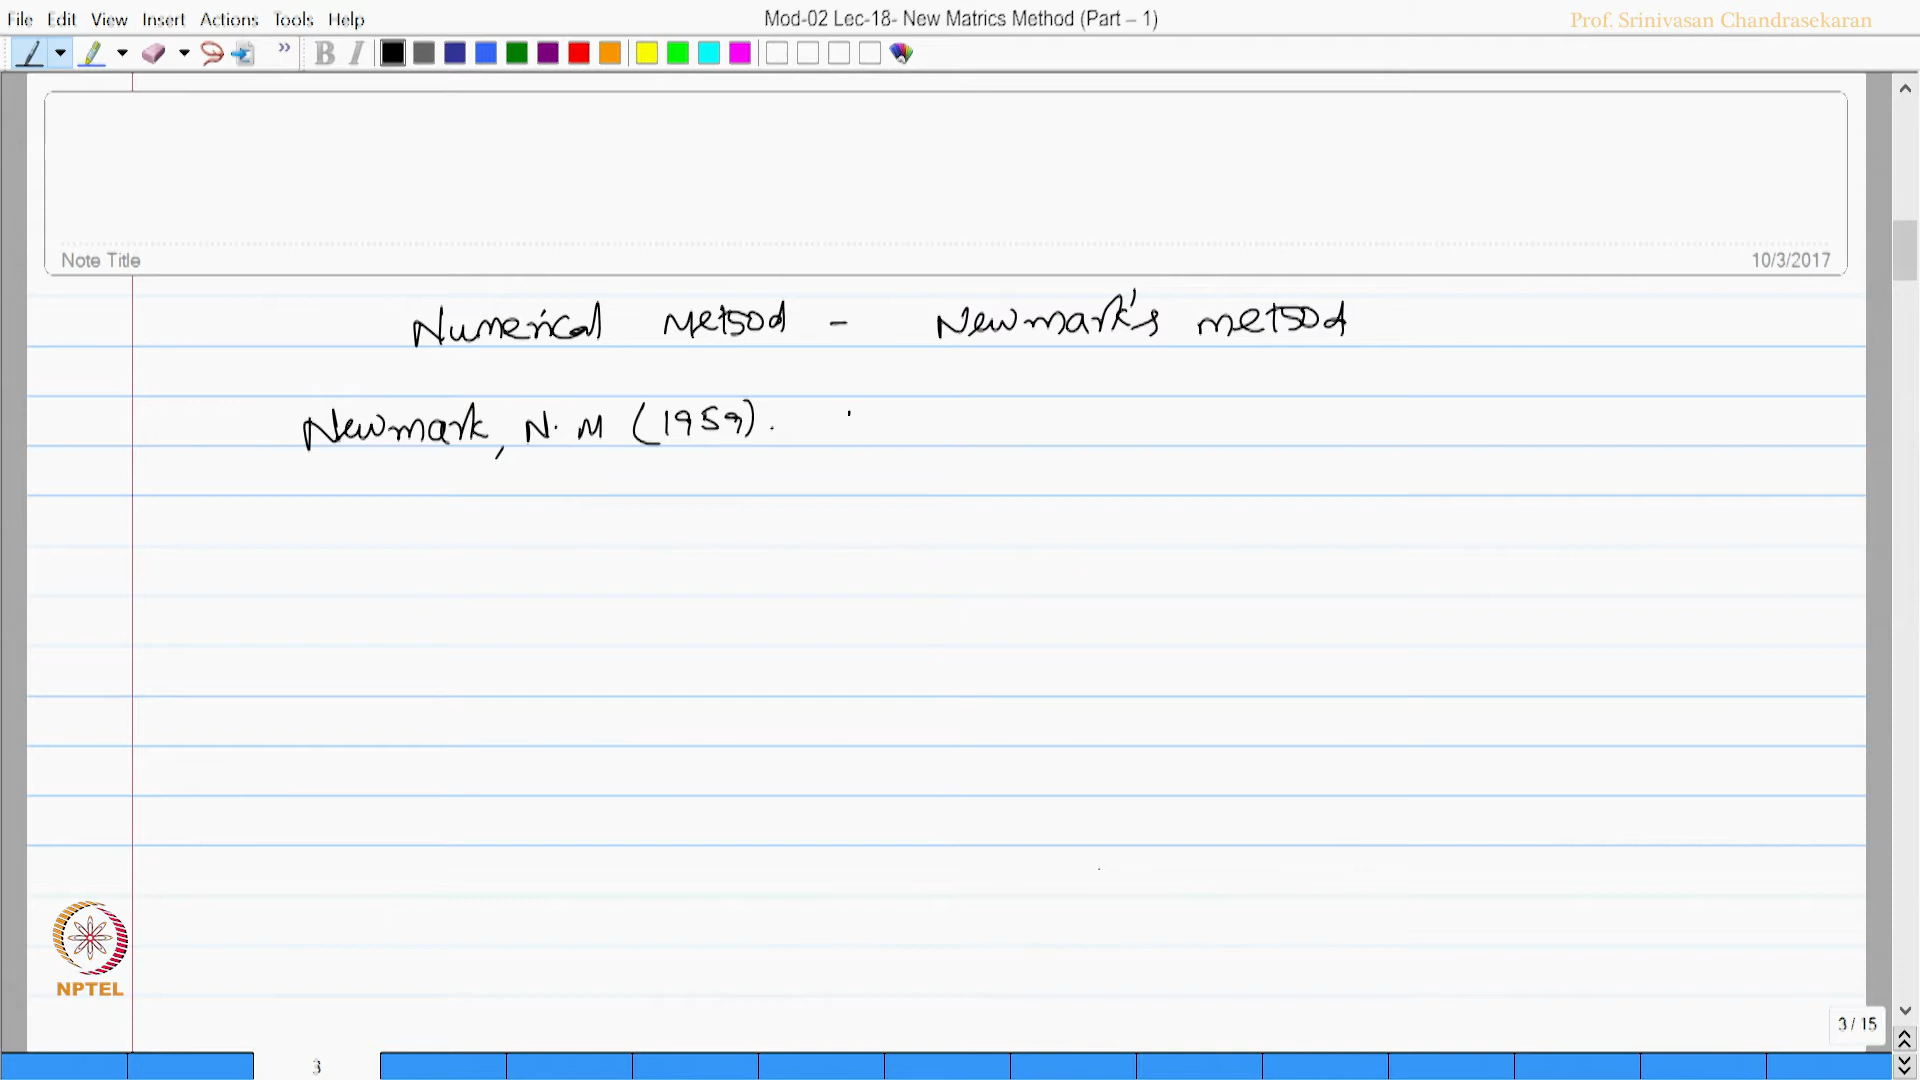 File Edit View Insert Actions Tools Help
Mod-02 Lec-18- New Matrics Method (Part – 1)
Prof. Srinivasan Chandrasekaran
B I
Note Title
10/3/2017
Numerical Method - Newmark's method
Newmark, N. M (1959).
NPTEL
3 / 15
3